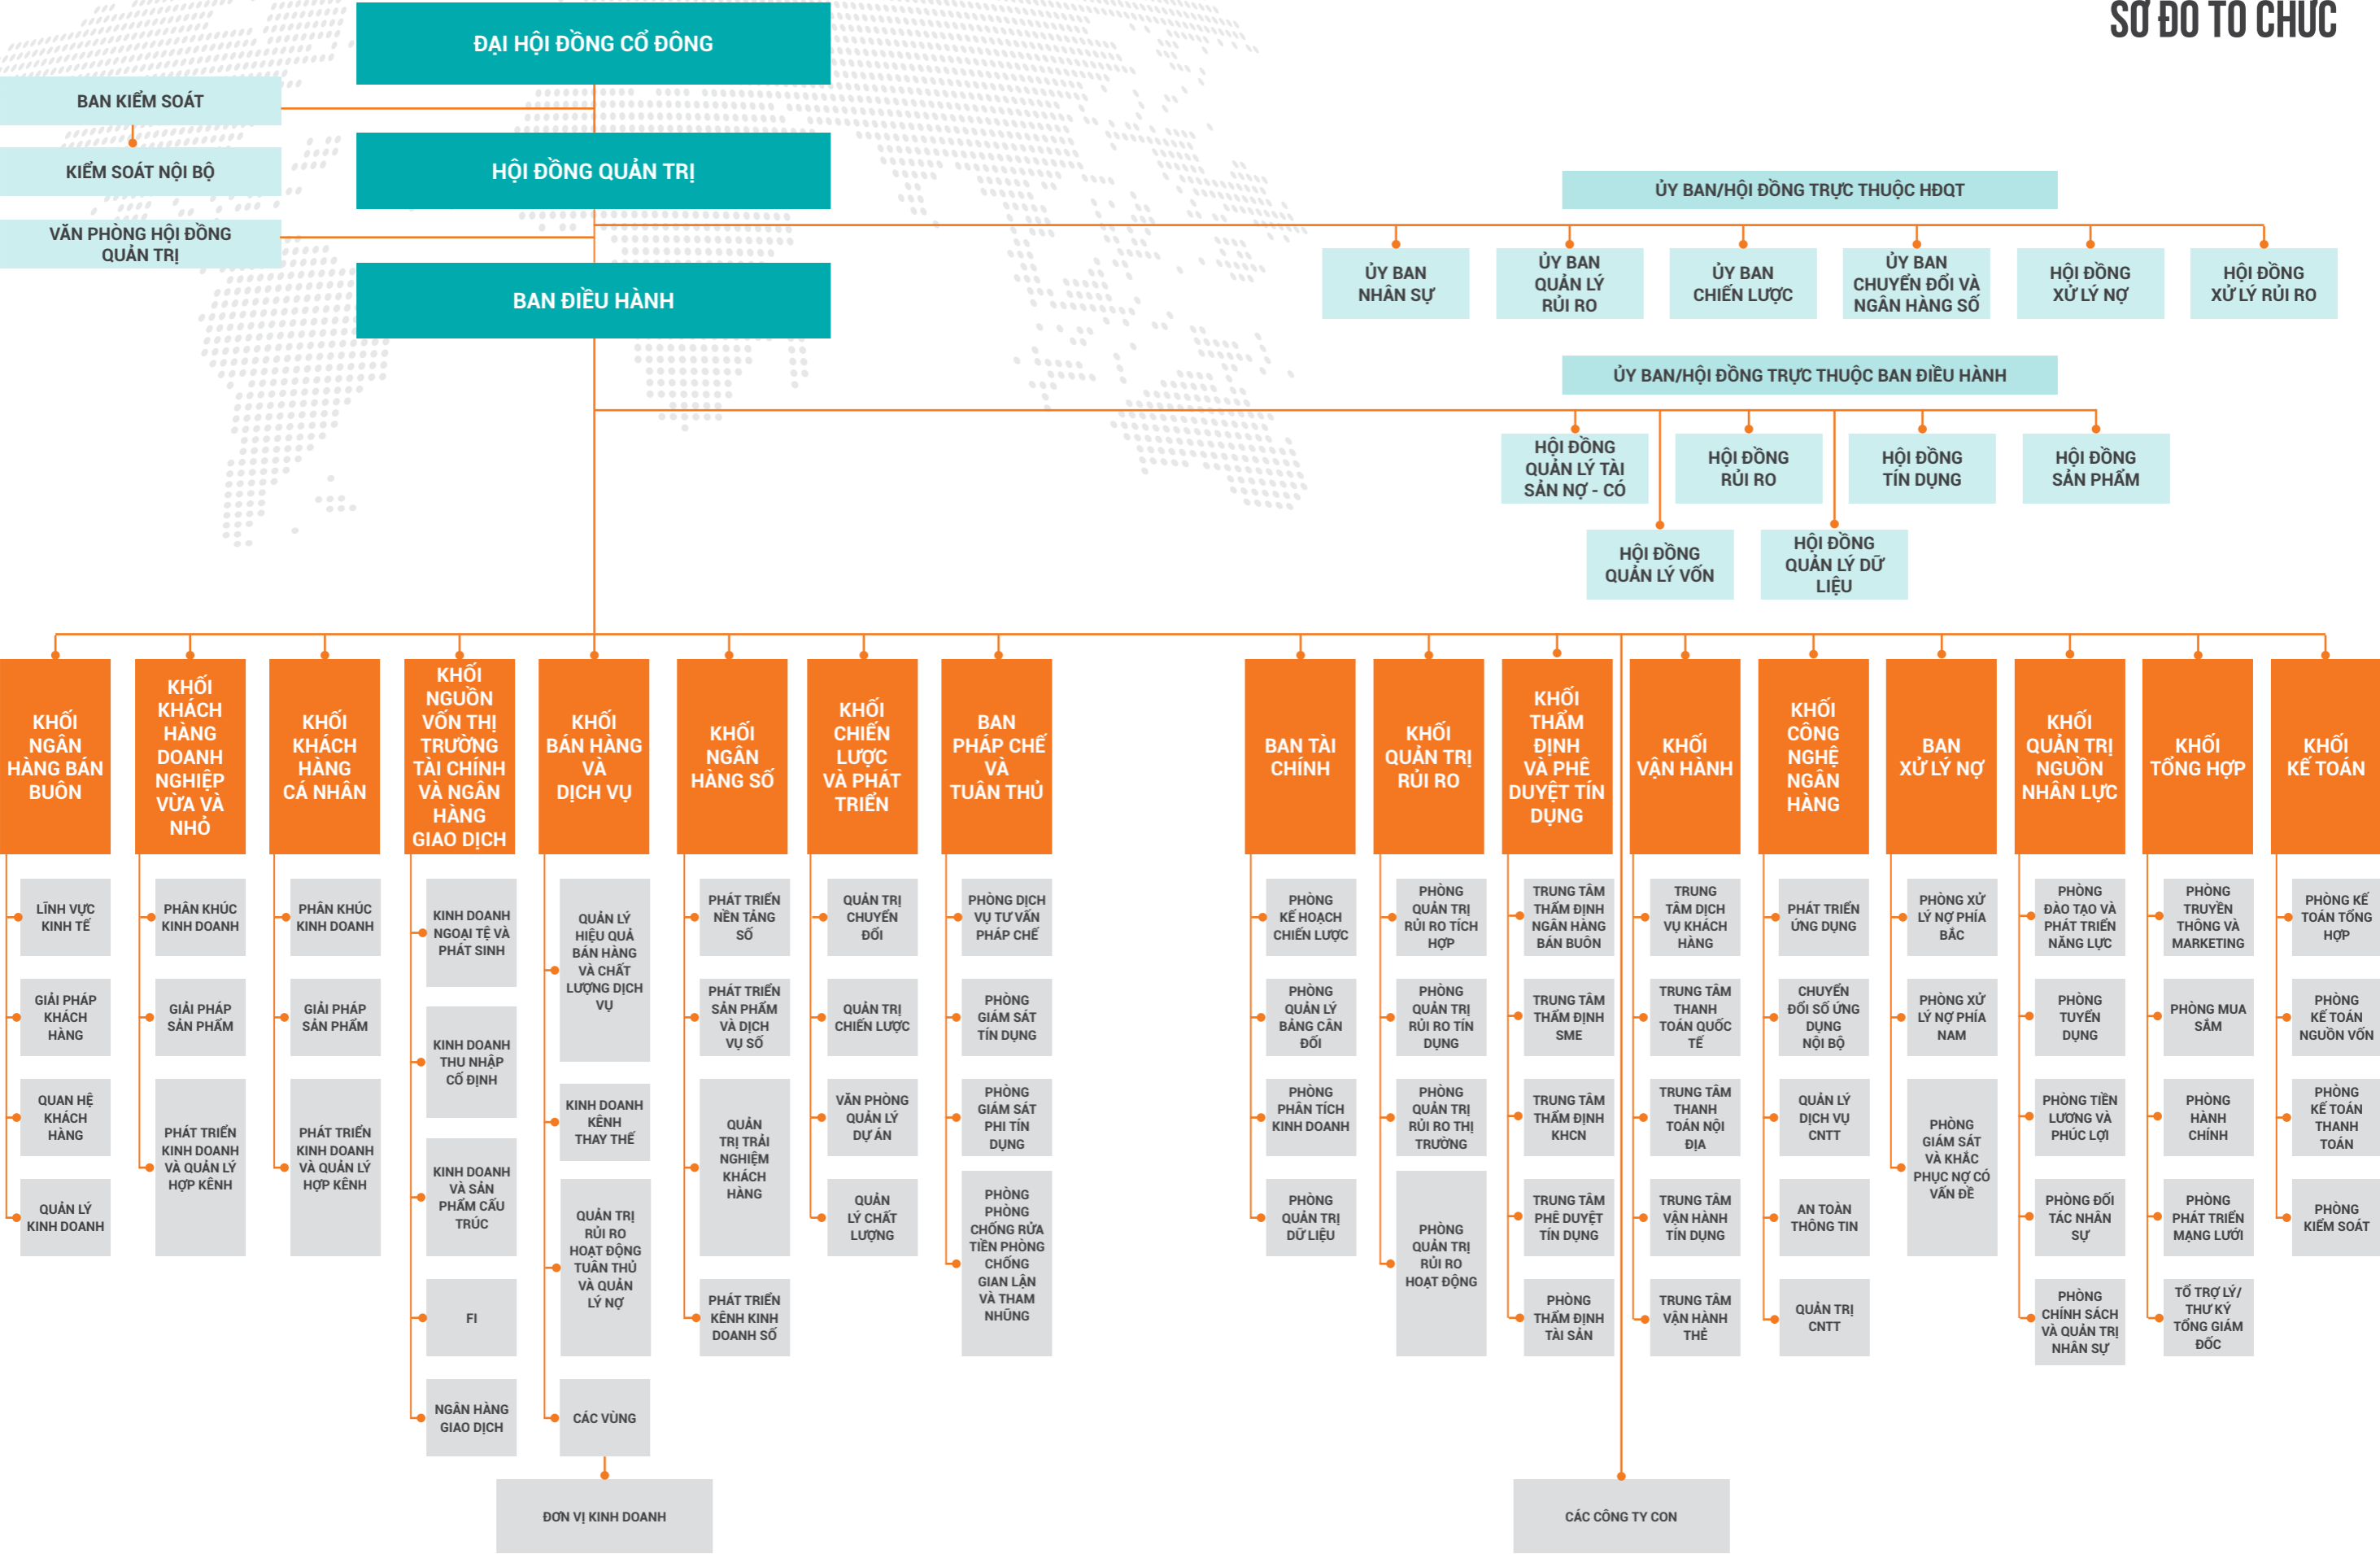 SƠ ĐỒ TỔ CHỨC
ĐẠI HỘI ĐỒNG CỔ ĐÔNG
BAN KIỂM SOÁT
KIỂM SOÁT NỘI BỘ
HỘI ĐỒNG QUẢN TRỊ
VĂN PHÒNG HỘI ĐỒNG
QUẢN TRỊ
BAN ĐIỀU HÀNH
ỦY BAN/HỘI ĐỒNG TRỰC THUỘC HĐQT
ỦY BAN
NHÂN SỰ
ỦY BAN
QUẢN LÝ
RỦI RO
ỦY BAN
CHIẾN LƯỢC
ỦY BAN
CHUYỂN ĐỔI VÀ
NGÂN HÀNG SỐ
HỘI ĐỒNG
XỬ LÝ NỢ
HỘI ĐỒNG
XỬ LÝ RỦI RO
ỦY BAN/HỘI ĐỒNG TRỰC THUỘC BAN ĐIỀU HÀNH
HỘI ĐỒNG
QUẢN LÝ TÀI
SẢN NỢ - CÓ
HỘI ĐỒNG
RỦI RO
HỘI ĐỒNG
TÍN DỤNG
HỘI ĐỒNG
SẢN PHẨM
HỘI ĐỒNG
QUẢN LÝ VỐN
HỘI ĐỒNG
QUẢN LÝ DỮ
LIỆU
KHỐI
NGÂN
HÀNG BÁN
BUÔN
LĨNH VỰC
KINH TẾ
GIẢI PHÁP
KHÁCH
HÀNG
QUAN HỆ
KHÁCH
HÀNG
QUẢN LÝ
KINH DOANH
KHỐI
KHÁCH
HÀNG
DOANH
NGHIỆP
VỪA VÀ
NHỎ
PHÂN KHÚC
KINH DOANH
GIẢI PHÁP
SẢN PHẨM
PHÁT TRIỂN
KINH DOANH
VÀ QUẢN LÝ
HỢP KÊNH
KHỐI
KHÁCH
HÀNG
CÁ NHÂN
PHÂN KHÚC
KINH DOANH
GIẢI PHÁP
SẢN PHẨM
PHÁT TRIỂN
KINH DOANH
VÀ QUẢN LÝ
HỢP KÊNH
KHỐI
NGUỒN
VỐN THỊ
TRƯỜNG
TÀI CHÍNH
VÀ NGÂN
HÀNG
GIAO DỊCH
KINH DOANH
NGOẠI TỆ VÀ
PHÁT SINH
KINH DOANH
THU NHẬP
CỐ ĐỊNH
KINH DOANH
VÀ SẢN
PHẨM CẤU
TRÚC
FI
NGÂN HÀNG
GIAO DỊCH
KHỐI
BÁN HÀNG
VÀ
DỊCH VỤ
QUẢN LÝ
HIỆU QUẢ
BÁN HÀNG
VÀ CHẤT
LƯỢNG DỊCH
VỤ
KINH DOANH
KÊNH
THAY THẾ
QUẢN TRỊ
RỦI RO
HOẠT ĐỘNG
TUÂN THỦ
VÀ QUẢN
LÝ NỢ
CÁC VÙNG
ĐƠN VỊ KINH DOANH
KHỐI
NGÂN
HÀNG SỐ
PHÁT TRIỂN
NỀN TẢNG
SỐ
PHÁT TRIỂN
SẢN PHẨM
VÀ DỊCH
VỤ SỐ
QUẢN
TRỊ TRẢI
NGHIỆM
KHÁCH
HÀNG
PHÁT TRIỂN
KÊNH KINH
DOANH SỐ
KHỐI
CHIẾN
LƯỢC
VÀ PHÁT
TRIỂN
QUẢN TRỊ
CHUYỂN
ĐỔI
QUẢN TRỊ
CHIẾN LƯỢC
VĂN PHÒNG
QUẢN LÝ
DỰ ÁN
QUẢN
LÝ CHẤT
LƯỢNG
BAN
PHÁP CHẾ
VÀ
TUÂN THỦ
PHÒNG DỊCH
VỤ TƯ VẤN
PHÁP CHẾ
PHÒNG
GIÁM SÁT
TÍN DỤNG
PHÒNG
GIÁM SÁT
PHI TÍN
DỤNG
PHÒNG
PHÒNG
CHỐNG RỬA
TIỀN PHÒNG
CHỐNG
GIAN LẬN
VÀ THAM
NHŨNG
BAN TÀI
CHÍNH
PHÒNG
KẾ HOẠCH
CHIẾN LƯỢC
PHÒNG
QUẢN LÝ
BẢNG CÂN
ĐỐI
PHÒNG
PHÂN TÍCH
KINH DOANH
PHÒNG
QUẢN TRỊ
DỮ LIỆU
KHỐI
QUẢN TRỊ
RỦI RO
PHÒNG
QUẢN TRỊ
RỦI RO TÍCH
HỢP
PHÒNG
QUẢN TRỊ
RỦI RO TÍN
DỤNG
PHÒNG
QUẢN TRỊ
RỦI RO THỊ
TRƯỜNG
PHÒNG
QUẢN TRỊ
RỦI RO
HOẠT ĐỘNG
KHỐI
THẨM
ĐỊNH
VÀ PHÊ
DUYỆT TÍN
DỤNG
TRUNG TÂM
THẨM ĐỊNH
NGÂN HÀNG
BÁN BUÔN
TRUNG TÂM
THẨM ĐỊNH
SME
TRUNG TÂM
THẨM ĐỊNH
KHCN
TRUNG TÂM
PHÊ DUYỆT
TÍN DỤNG
PHÒNG
THẨM ĐỊNH
TÀI SẢN
CÁC CÔNG TY CON
KHỐI
VẬN HÀNH
TRUNG
TÂM DỊCH
VỤ KHÁCH
HÀNG
TRUNG TÂM
THANH
TOÁN QUỐC
TẾ
TRUNG TÂM
THANH
TOÁN NỘI
ĐỊA
TRUNG TÂM
VẬN HÀNH
TÍN DỤNG
TRUNG TÂM
VẬN HÀNH
THẺ
KHỐI
CÔNG
NGHỆ
NGÂN
HÀNG
PHÁT TRIỂN
ỨNG DỤNG
CHUYỂN
ĐỔI SỐ ỨNG
DỤNG
NỘI BỘ
QUẢN LÝ
DỊCH VỤ
CNTT
AN TOÀN
THÔNG TIN
QUẢN TRỊ
CNTT
BAN
XỬ LÝ NỢ
PHÒNG XỬ
LÝ NỢ PHÍA
BẮC
PHÒNG XỬ
LÝ NỢ PHÍA
NAM
PHÒNG
GIÁM SÁT
VÀ KHẮC
PHỤC NỢ CÓ
VẤN ĐỀ
KHỐI
QUẢN TRỊ
NGUỒN
NHÂN LỰC
PHÒNG
ĐÀO TẠO VÀ
PHÁT TRIỂN
NĂNG LỰC
PHÒNG
TUYỂN
DỤNG
PHÒNG TIỀN
LƯƠNG VÀ
PHÚC LỢI
PHÒNG ĐỐI
TÁC NHÂN
SỰ
PHÒNG
CHÍNH SÁCH
VÀ QUẢN TRỊ
NHÂN SỰ
KHỐI
TỔNG HỢP
PHÒNG
TRUYỀN
THÔNG VÀ
MARKETING
PHÒNG MUA
SẮM
PHÒNG
HÀNH
CHÍNH
PHÒNG
PHÁT TRIỂN
MẠNG LƯỚI
TỔ TRỢ LÝ/
THƯ KÝ
TỔNG GIÁM
ĐỐC
KHỐI
KẾ TOÁN
PHÒNG KẾ
TOÁN TỔNG
HỢP
PHÒNG
KẾ TOÁN
NGUỒN VỐN
PHÒNG
KẾ TOÁN
THANH
TOÁN
PHÒNG
KIỂM SOÁT